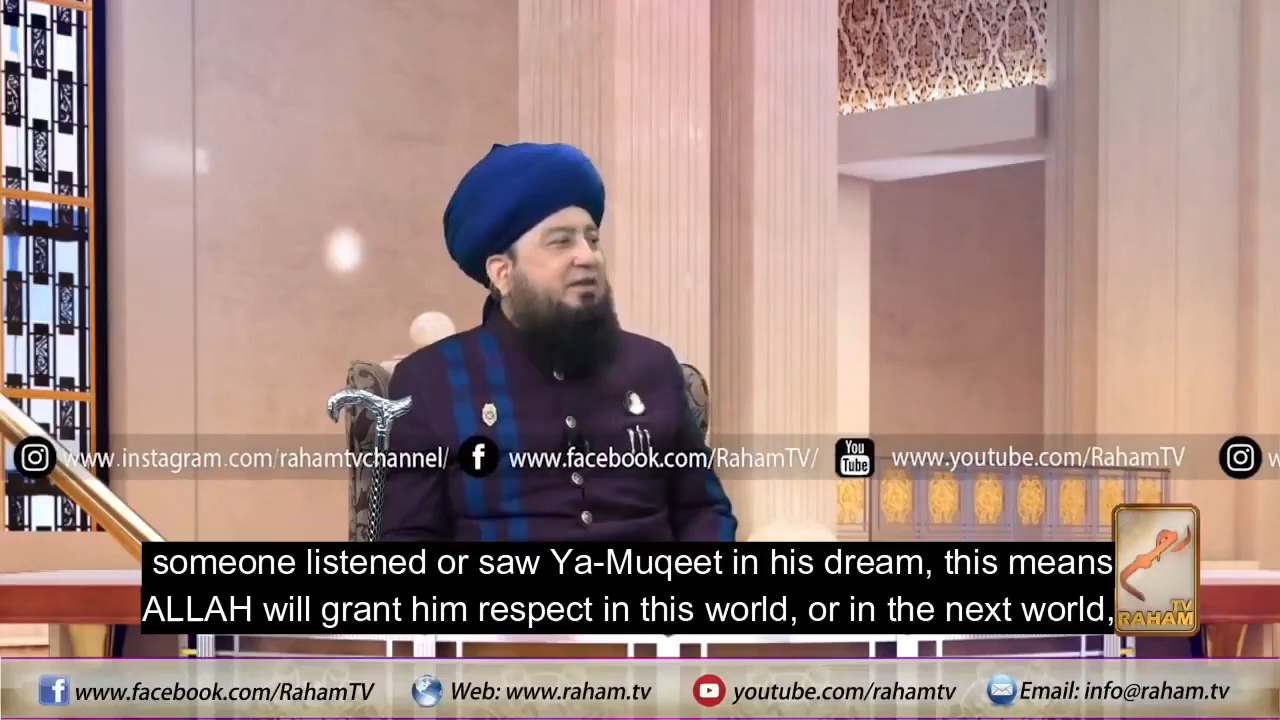 www.instagram.com/rahamtvchannel/
www.facebook.com/RahamTV/
You
Tube
www.youtube.com/RahamTV
someone listened or saw Ya-Muqeet in his dream, this means
ALLAH will grant him respect in this world, or in the next world,
TV
RAHAM
www.facebook.com/RahamTV
Web: www.raham.tv
youtube.com/rahamtv
Email: info@raham.tv